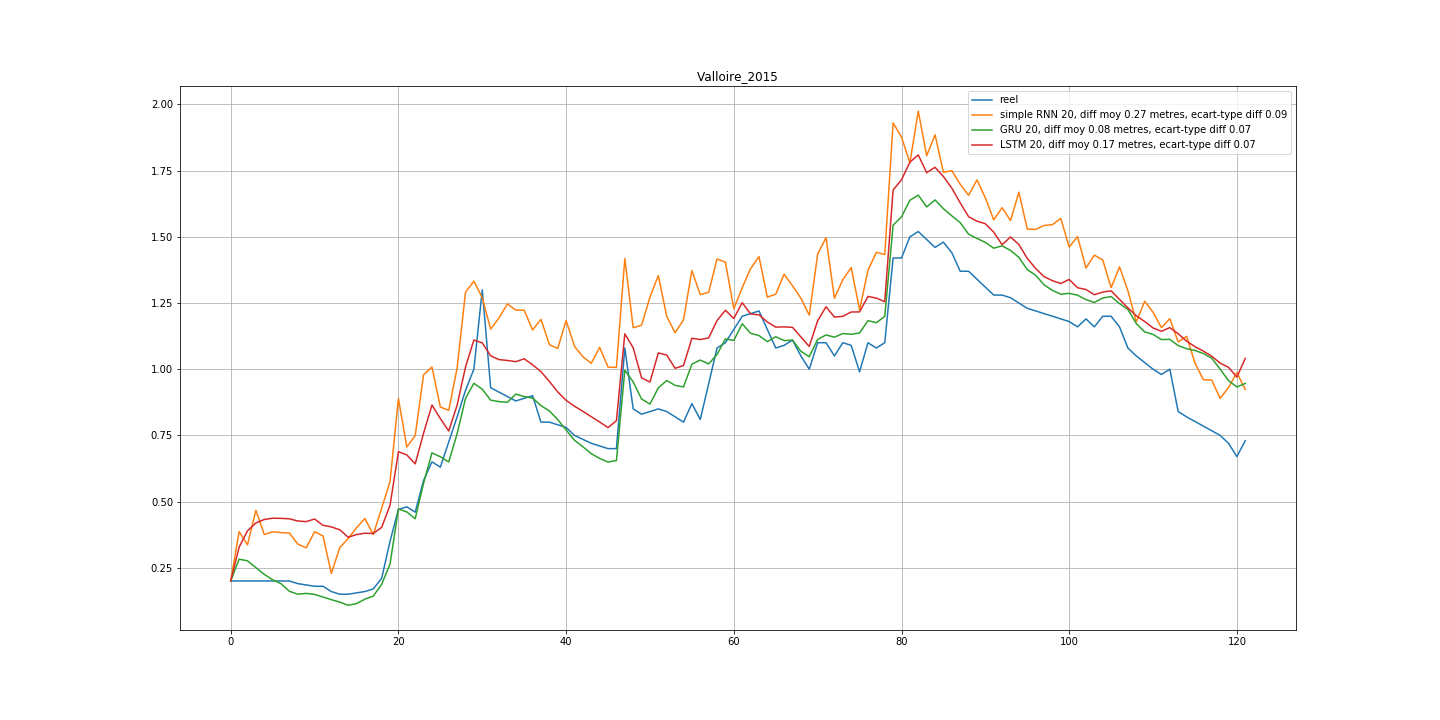 Valloire_2015
reel
simple RNN 20, diff moy 0.27 metres, ecart-type diff 0.09
GRU 20, diff moy 0.08 metres, ecart-type diff 0.07
LSTM 20, diff moy 0.17 metres, ecart-type diff 0.07
2.00
1.75
1.50
1.25
1.00
0.75
0.50
0.25
0 20 40 60 80 100 120